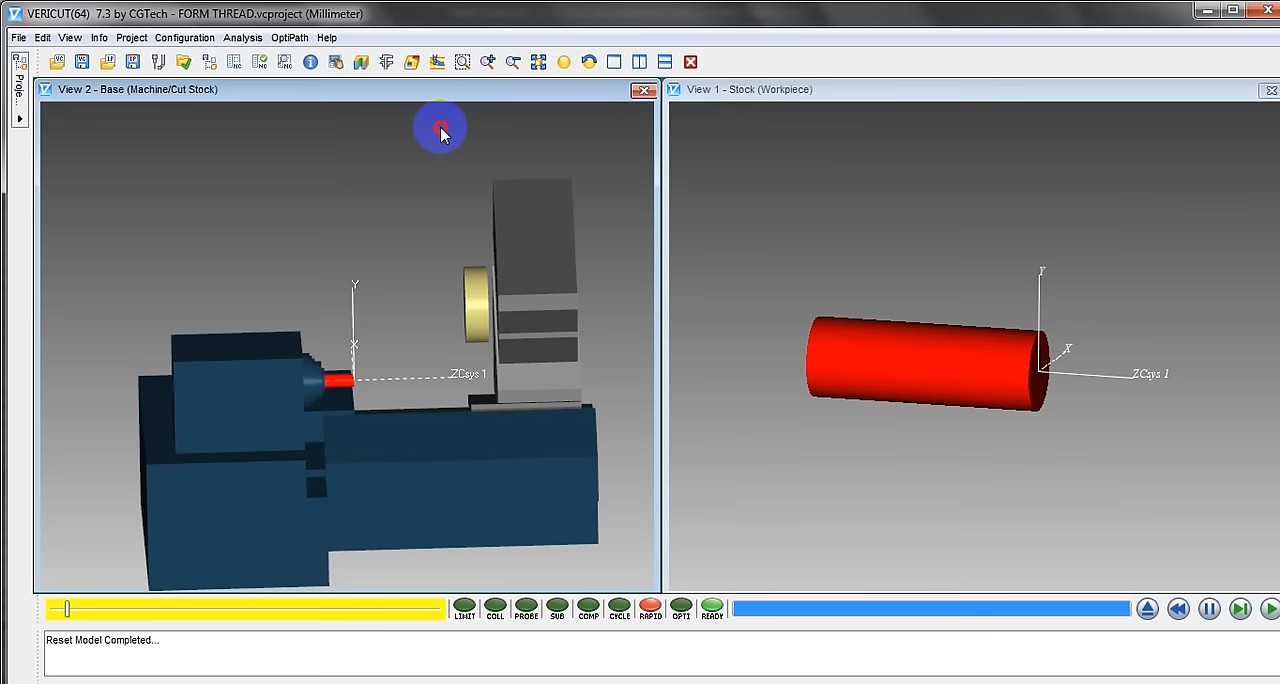 VERICUT(64) 7.3 by CGTech - FORM THREAD.vcproject (Millimeter)
File Edit View Info Project Configuration Analysis OptiPath Help
Proje...
View 2 - Base (Machine/Cut Stock)
View 1 - Stock (Workpiece)
Y
X
ZCsys 1
Y
X
ZCsys 1
LIMIT COLL PROBE SUB COMP CYCLE RAPID OPTI READY
Reset Model Completed...